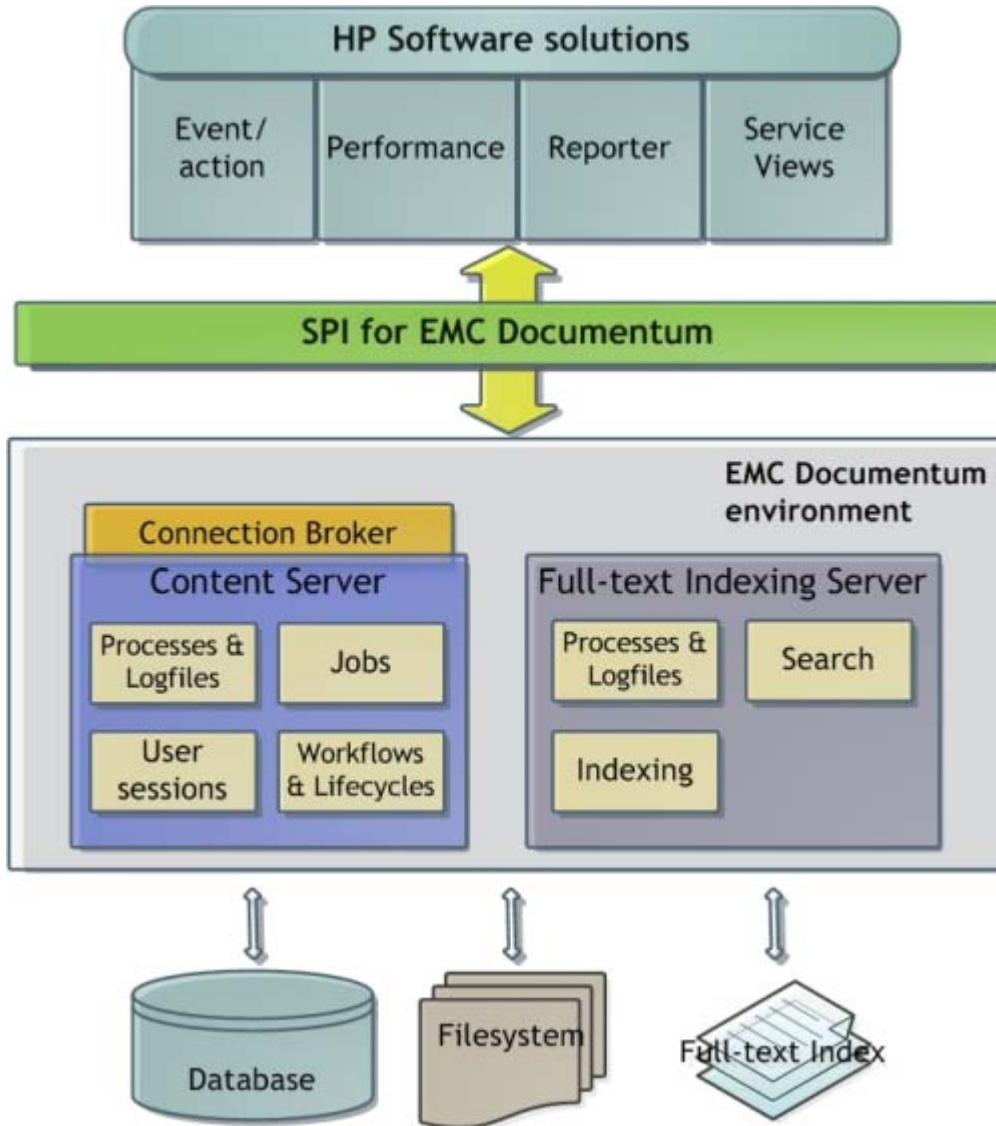 HP Software solutions
Event/
action
Performance
Reporter
Service
Views
SPI for EMC Documentum
EMC Documentum
environment
Connection Broker
Content Server
Processes &
Logfiles
Jobs
User
sessions
Workflows
& Lifecycles
Full-text Indexing Server
Processes &
Logfiles
Search
Indexing
Database
Filesystem
Full-text Index